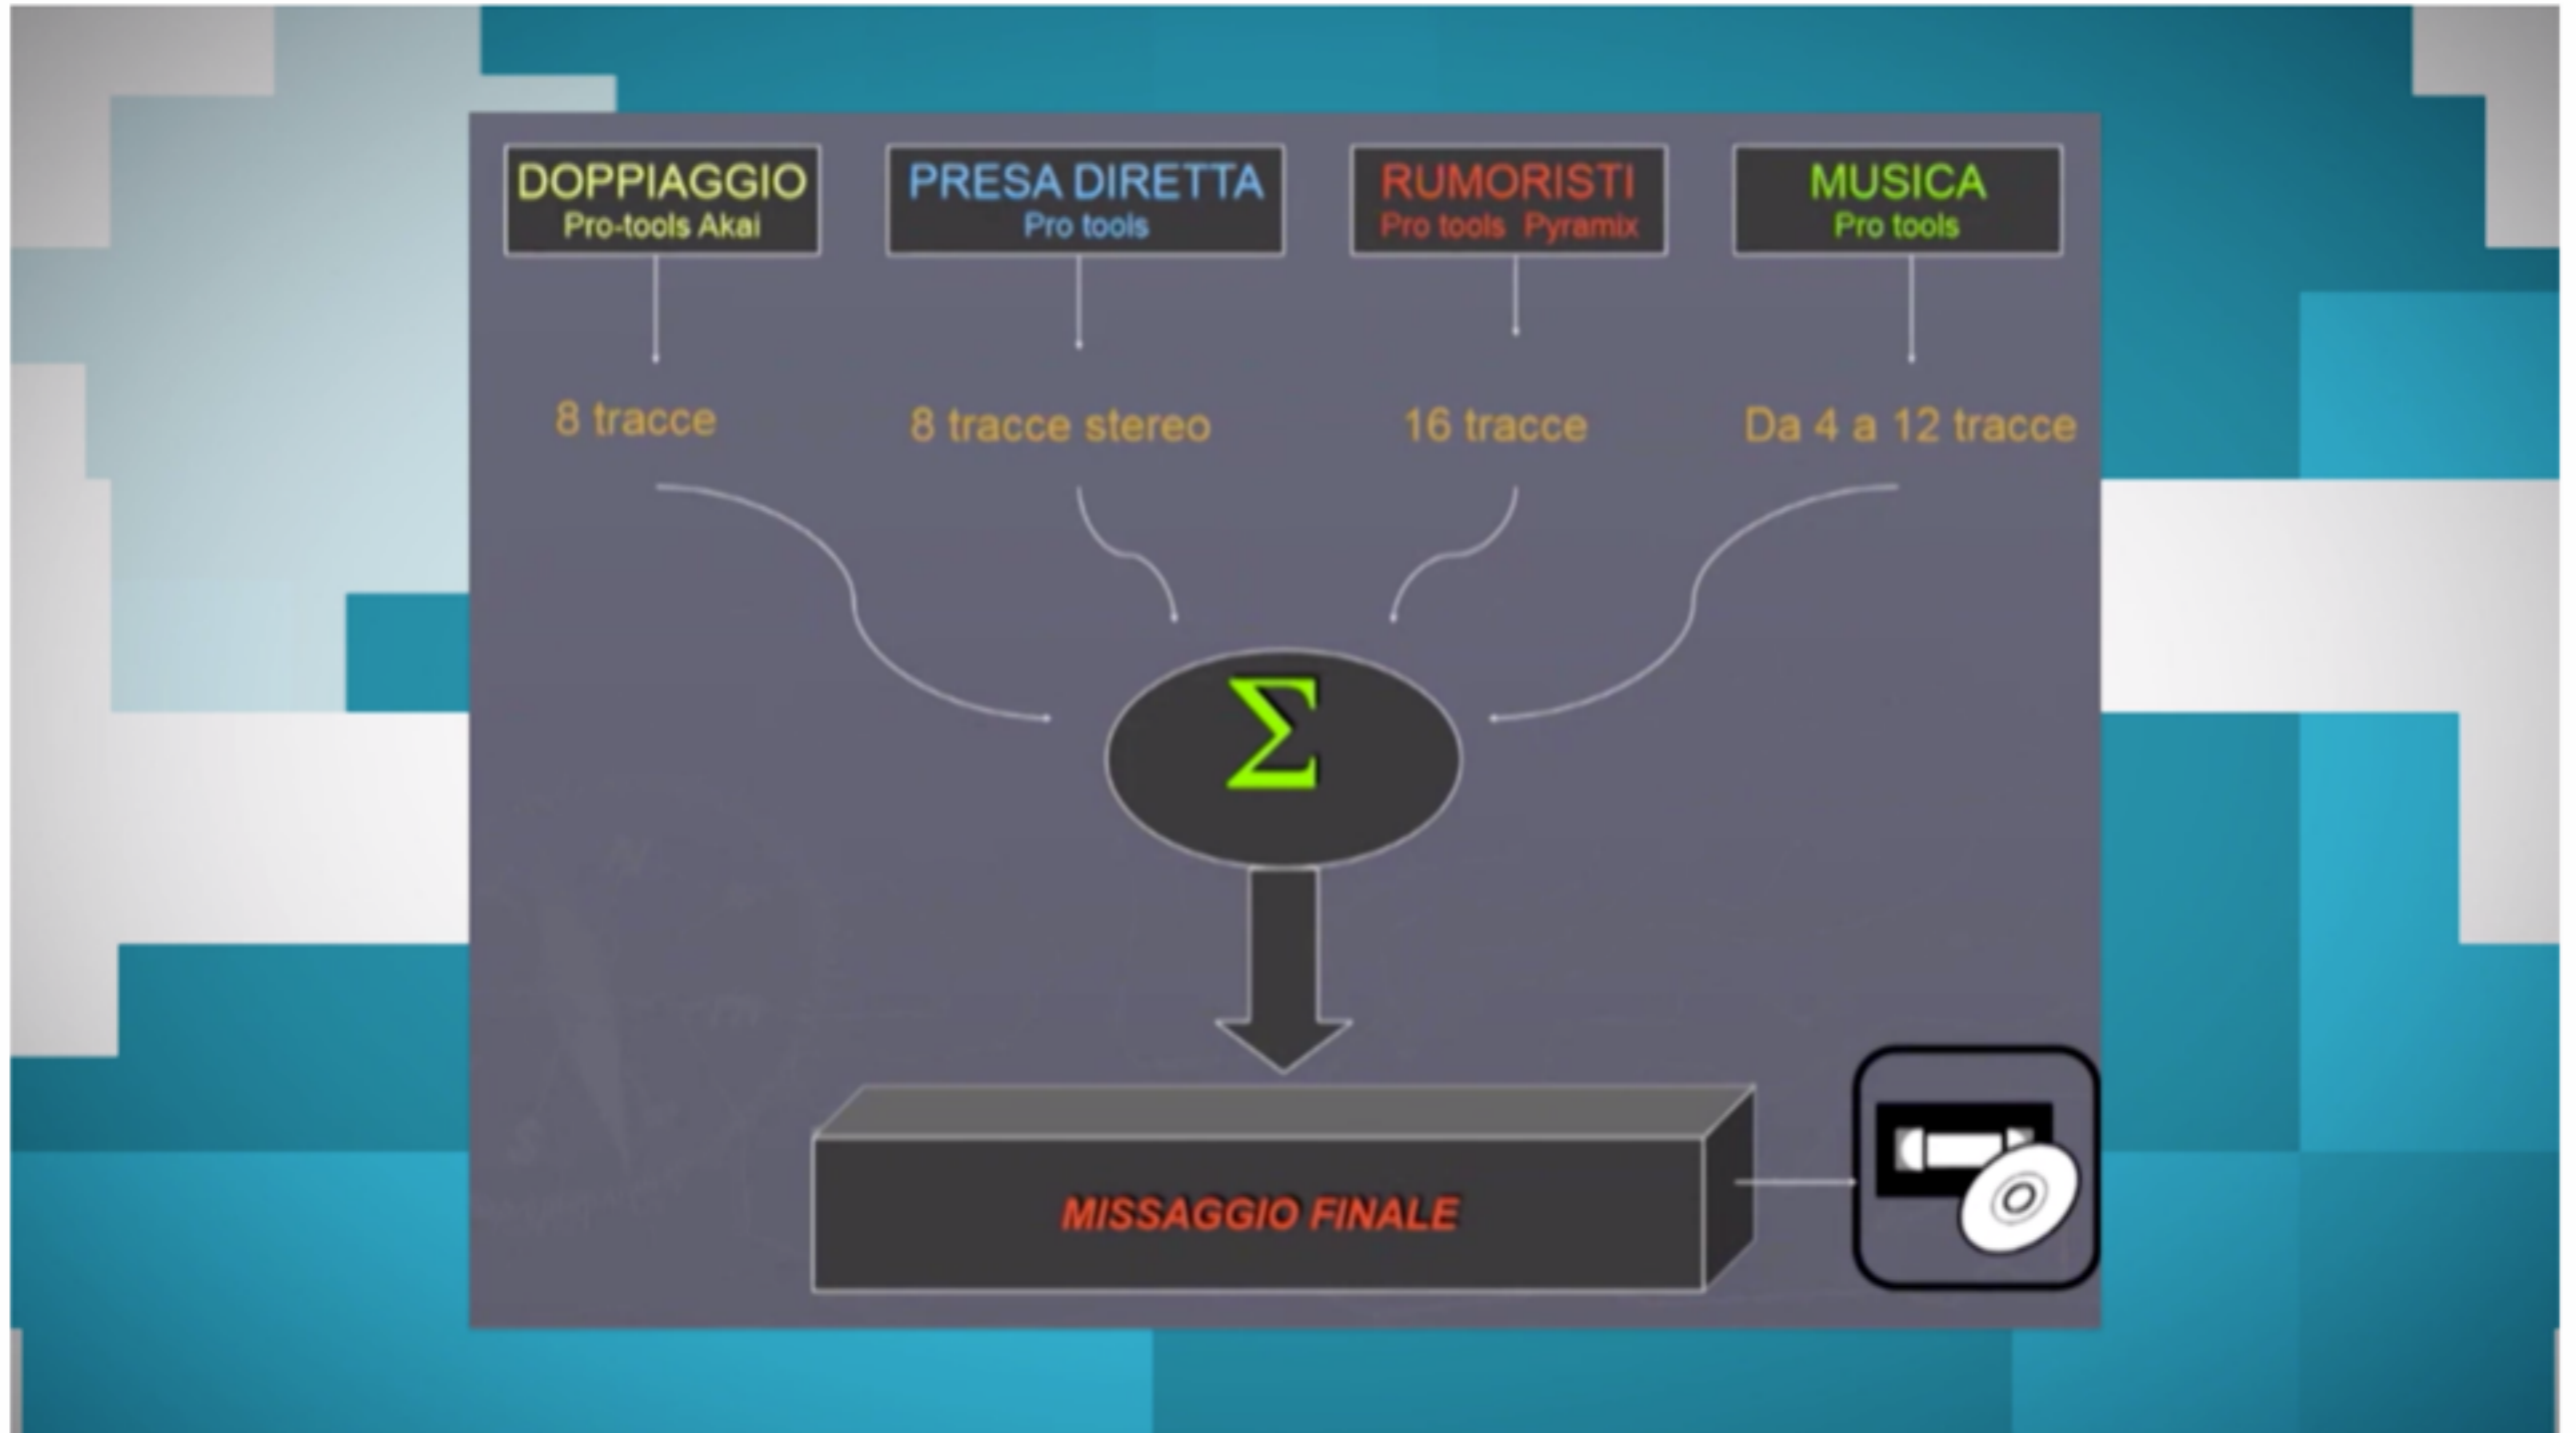 DOPPIAGGIO
Pro-tools Akai
PRESA DIRETTA
Pro tools
RUMORISTI
Pro tools Pyramix
MUSICA
Pro tools
8 tracce
8 tracce stereo
16 tracce
Da 4 a 12 tracce
Σ
MISSAGGIO FINALE